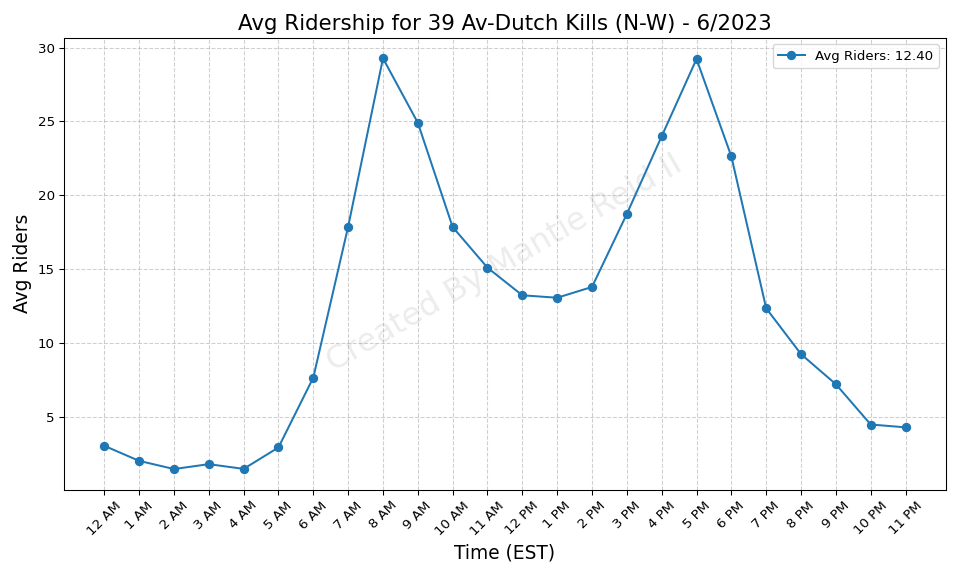 Avg Ridership for 39 Av-Dutch Kills (N-W) - 6/2023
Avg Riders: 12.40
Avg Riders
30
25
20
15
10
5
Created By Mantie Reid II
12 AM
1 AM
2 AM
3 AM
4 AM
5 AM
6 AM
7 AM
8 AM
9 AM
10 AM
11 AM
12 PM
1 PM
2 PM
3 PM
4 PM
5 PM
6 PM
7 PM
8 PM
9 PM
10 PM
11 PM
Time (EST)